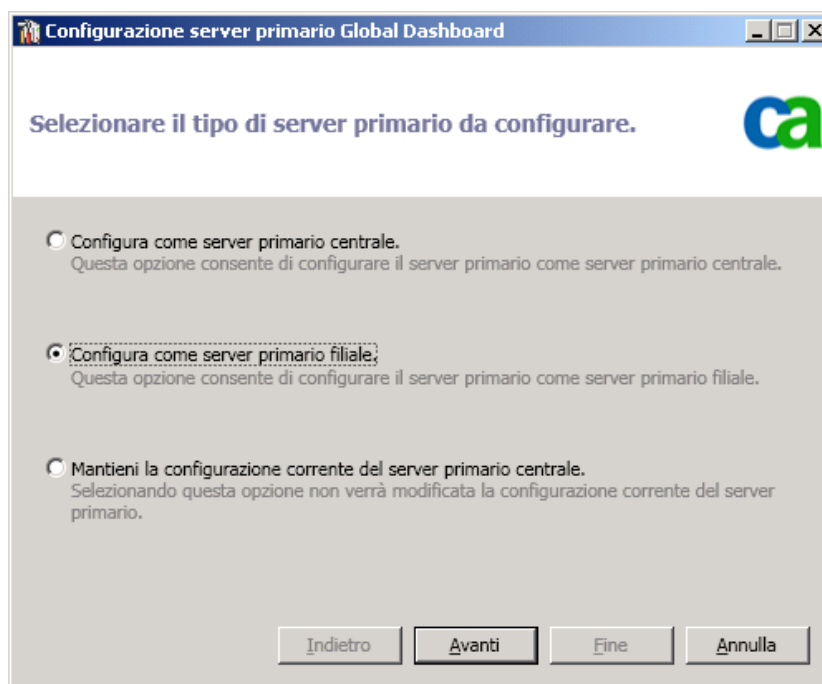 Configurazione server primario Global Dashboard
Selezionare il tipo di server primario da configurare.
ca
Configura come server primario centrale.
Questa opzione consente di configurare il server primario come server primario centrale.
Configura come server primario filiale.
Questa opzione consente di configurare il server primario come server primario filiale.
Mantieni la configurazione corrente del server primario centrale.
Selezionando questa opzione non verrà modificata la configurazione corrente del server
primario.
Indietro Avanti Fine Annulla